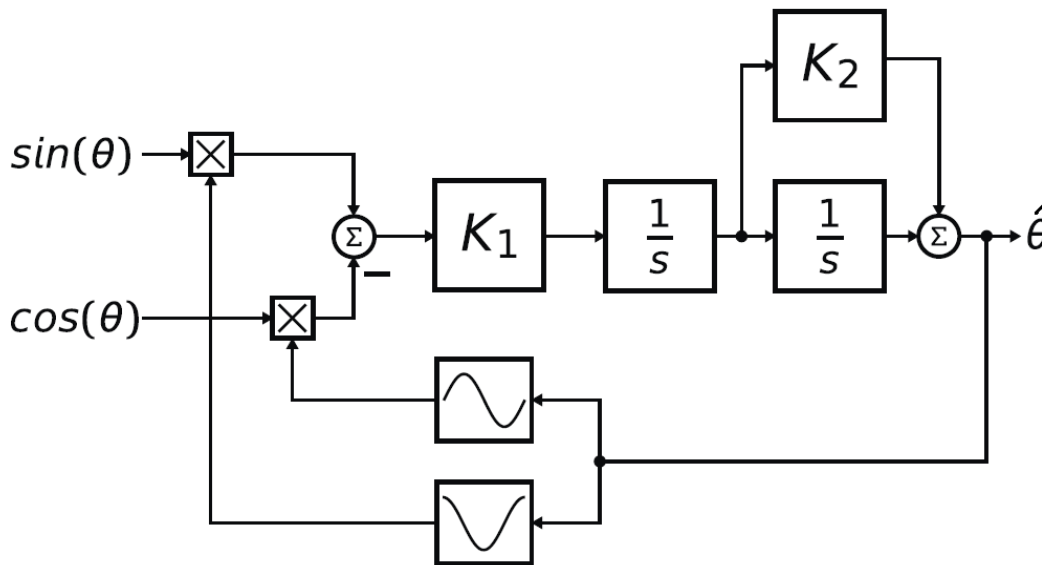 K₂
sin(θ)
Σ
K₁
1/s
1/s
Σ
θ̂
cos(θ)
−